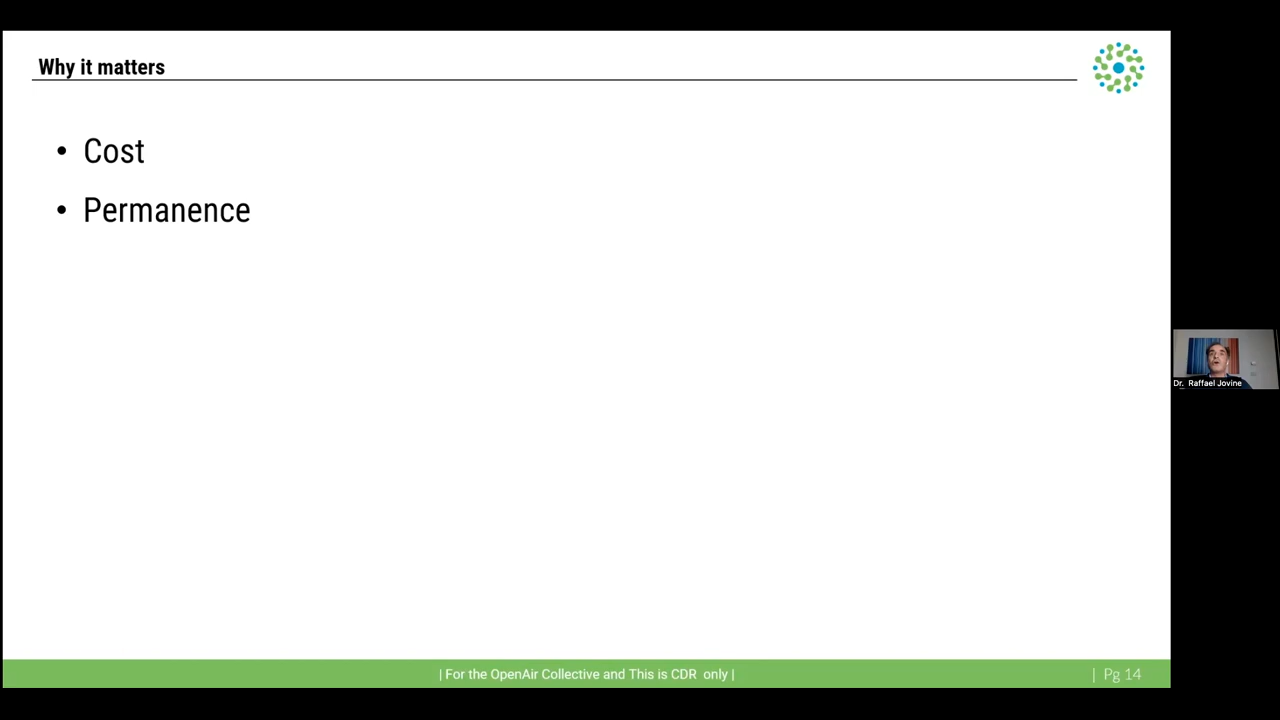 Why it matters
• Cost
• Permanence
Dr. Raffael Jovine
| For the OpenAir Collective and This is CDR only |
| Pg 14